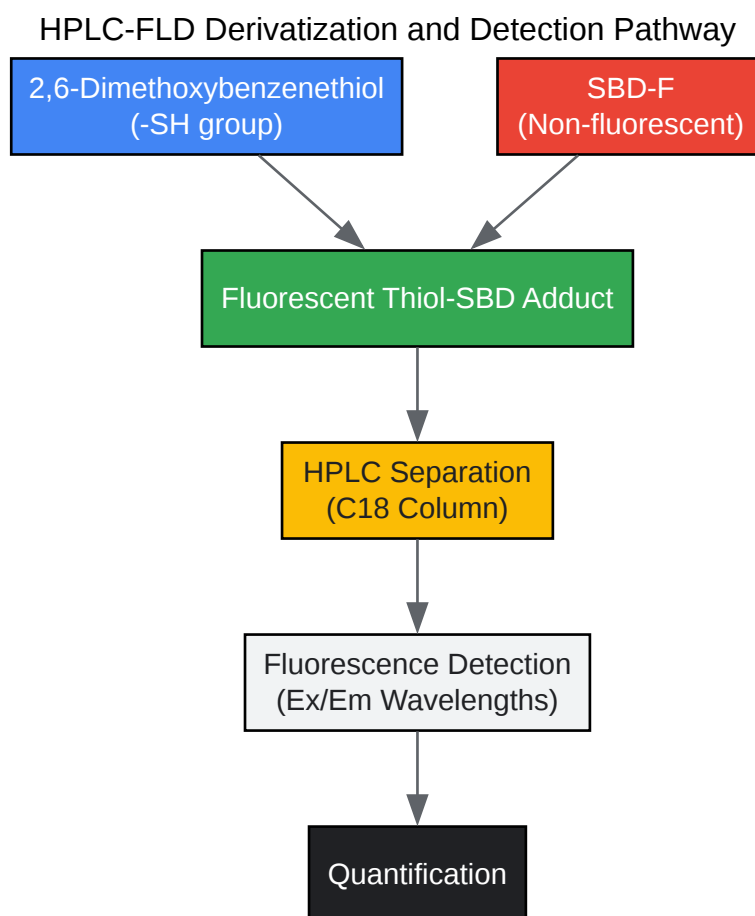 HPLC-FLD Derivatization and Detection Pathway
2,6-Dimethoxybenzenethiol
(-SH group)
SBD-F
(Non-fluorescent)
Fluorescent Thiol-SBD Adduct
HPLC Separation
(C18 Column)
Fluorescence Detection
(Ex/Em Wavelengths)
Quantification